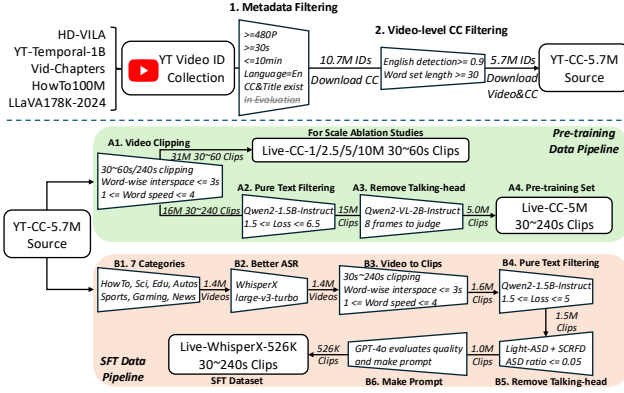 HD-VILA
YT-Temporal-1B
Vid-Chapters
HowTo100M
LLaVA178K-2024
YT Video ID
Collection
1. Metadata Filtering
>=480P
>=30s
<=10min
Language=En
CC&Title exist
In Evaluation
10.7M IDs
Download CC
2. Video-level CC Filtering
English detection>= 0.9
Word set length >= 30
5.7M IDs
Download
Video&CC
YT-CC-5.7M
Source
Pre-training
Data Pipeline
A1. Video Clipping
30~60s/240s clipping
Word-wise interspace <= 3s
1 <= Word speed <= 4
For Scale Ablation Studies
31M 30~60 Clips
Live-CC-1/2.5/5/10M 30~60s Clips
16M 30~240 Clips
A2. Pure Text Filtering
Qwen2-1.5B-Instruct
1.5 <= Loss <= 6.5
15M
Clips
A3. Remove Talking-head
Qwen2-VL-2B-Instruct
8 frames to judge
5.0M
Clips
A4. Pre-training Set
Live-CC-5M
30~240s Clips
YT-CC-5.7M
Source
B1. 7 Categories
HowTo, Sci, Edu, Autos
Sports, Gaming, News
1.4M
Videos
B2. Better ASR
WhisperX
large-v3-turbo
1.4M
Videos
B3. Video to Clips
30s~240s clipping
Word-wise interspace <= 3s
1 <= Word speed <= 4
1.6M
Clips
B4. Pure Text Filtering
Qwen2-1.5B-Instruct
1.5 <= Loss <= 5
1.5M
Clips
Light-ASD + SCRFD
ASD ratio <= 0.05
B5. Remove Talking-head
1.0M
Clips
GPT-4o evaluates quality
and make prompt
B6. Make Prompt
526K
Clips
Live-WhisperX-526K
30~240s Clips
SFT Dataset
SFT Data
Pipeline